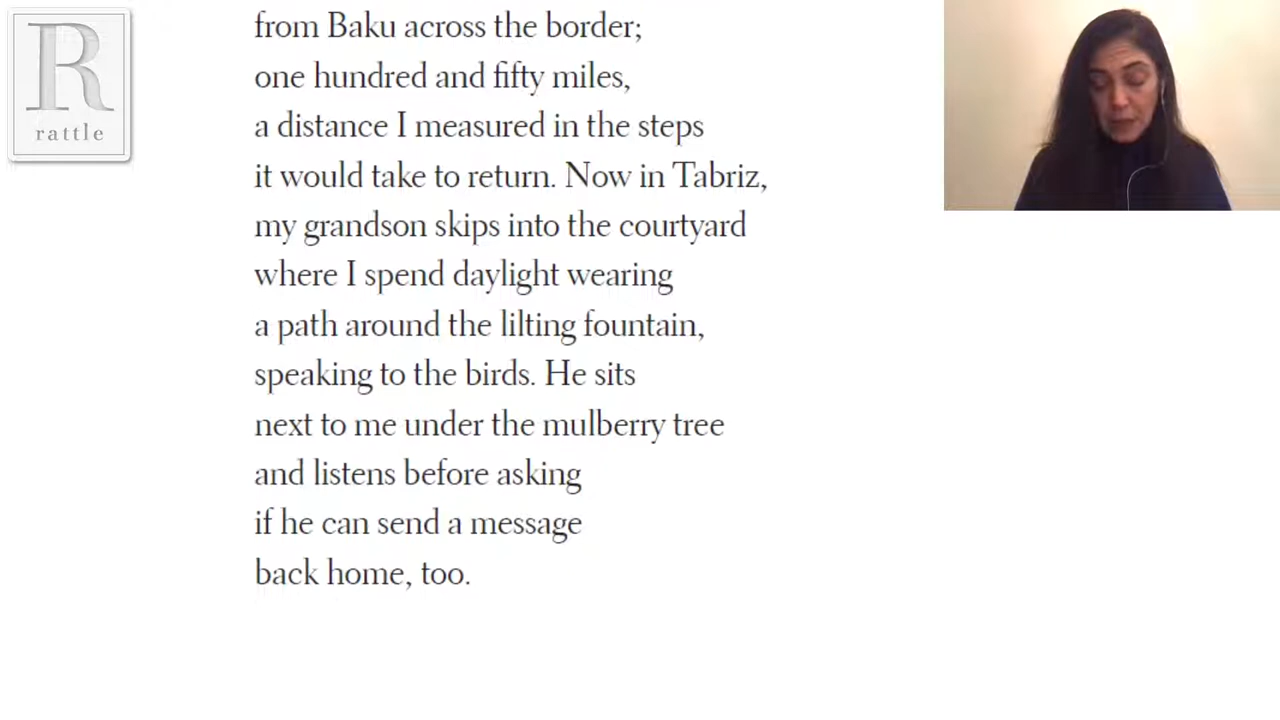 R
rattle
from Baku across the border;
one hundred and fifty miles,
a distance I measured in the steps
it would take to return. Now in Tabriz,
my grandson skips into the courtyard
where I spend daylight wearing
a path around the lilting fountain,
speaking to the birds. He sits
next to me under the mulberry tree
and listens before asking
if he can send a message
back home, too.